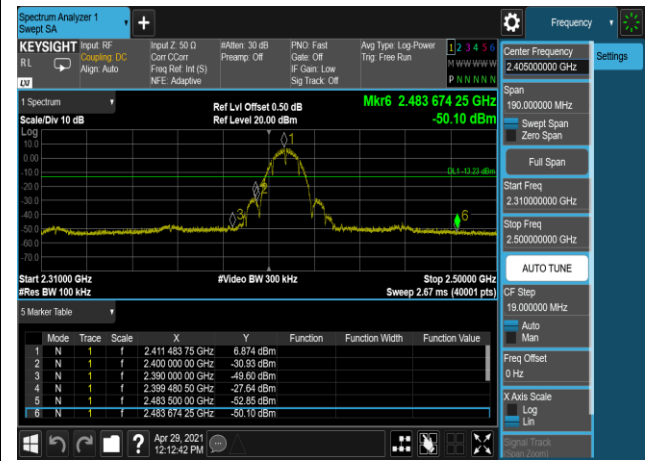 Spectrum Analyzer 1
Swept SA
Frequency
KEYSIGHT
RL
LXI
Input: RF
Coupling: DC
Align: Auto
Input Z: 50 Ω
Corr CCorr
Freq Ref: Int (S)
NFE: Adaptive
#Atten: 30 dB
Preamp: Off
PNO: Fast
Gate: Off
IF Gain: Low
Sig Track: Off
Avg Type: Log-Power
Trig: Free Run
1 2 3 4 5 6
M W W W W W
P N N N N N
Center Frequency
2.405000000 GHz
Settings
Span
190.000000 MHz
Swept Span
Zero Span
Full Span
Start Freq
2.310000000 GHz
Stop Freq
2.500000000 GHz
AUTO TUNE
CF Step
19.000000 MHz
Auto
Man
Freq Offset
0 Hz
X Axis Scale
Log
Lin
Signal Track
(Span Zoom)
1 Spectrum
Scale/Div 10 dB
Ref Lvl Offset 0.50 dB
Ref Level 20.00 dBm
Mkr6 2.483 674 25 GHz
-50.10 dBm
Log
10.0
0.00
-10.0
-20.0
-30.0
-40.0
-50.0
-60.0
-70.0
1
2
3
6
DL1 -13.23 dBm
Start 2.31000 GHz
#Res BW 100 kHz
#Video BW 300 kHz
Stop 2.50000 GHz
Sweep 2.67 ms (40001 pts)
5 Marker Table
Mode Trace Scale X Y Function Function Width Function Value
1 N 1 f 2.411 483 75 GHz 6.874 dBm
2 N 1 f 2.400 000 00 GHz -30.93 dBm
3 N 1 f 2.390 000 00 GHz -49.60 dBm
4 N 1 f 2.399 480 50 GHz -27.64 dBm
5 N 1 f 2.483 500 00 GHz -52.85 dBm
6 N 1 f 2.483 674 25 GHz -50.10 dBm
?
Apr 29, 2021
12:12:42 PM